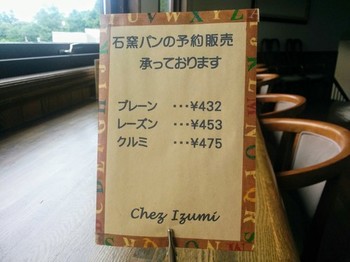 石窯パンの予約販売
承っております
プレーン ･･･¥432
レーズン ･･･¥453
クルミ ･･･¥475
Chez Izumi